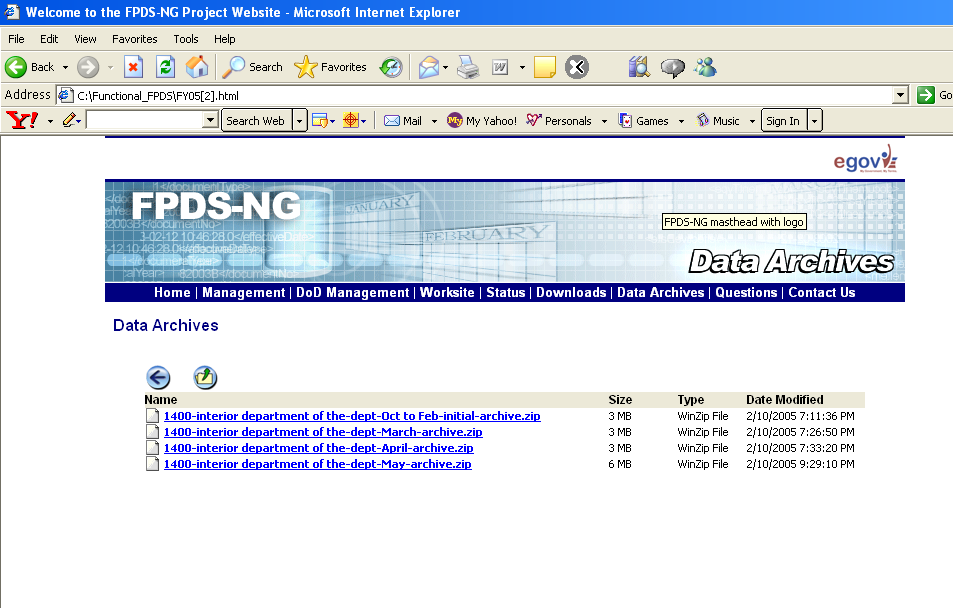 Welcome to the FPDS-NG Project Website - Microsoft Internet Explorer
File Edit View Favorites Tools Help
Back Search Favorites
Address C:\Functional_FPDS\FY05[2].html Go
Y! Search Web Mail My Yahoo! Personals Games Music Sign In
egov
FPDS-NG
JANUARY
FEBRUARY
FPDS-NG masthead with logo
Data Archives
Home | Management | DoD Management | Worksite | Status | Downloads | Data Archives | Questions | Contact Us
Data Archives
Name Size Type Date Modified
1400-interior department of the-dept-Oct to Feb-initial-archive.zip 3 MB WinZip File 2/10/2005 7:11:36 PM
1400-interior department of the-dept-March-archive.zip 3 MB WinZip File 2/10/2005 7:26:50 PM
1400-interior department of the-dept-April-archive.zip 3 MB WinZip File 2/10/2005 7:33:20 PM
1400-interior department of the-dept-May-archive.zip 6 MB WinZip File 2/10/2005 9:29:10 PM